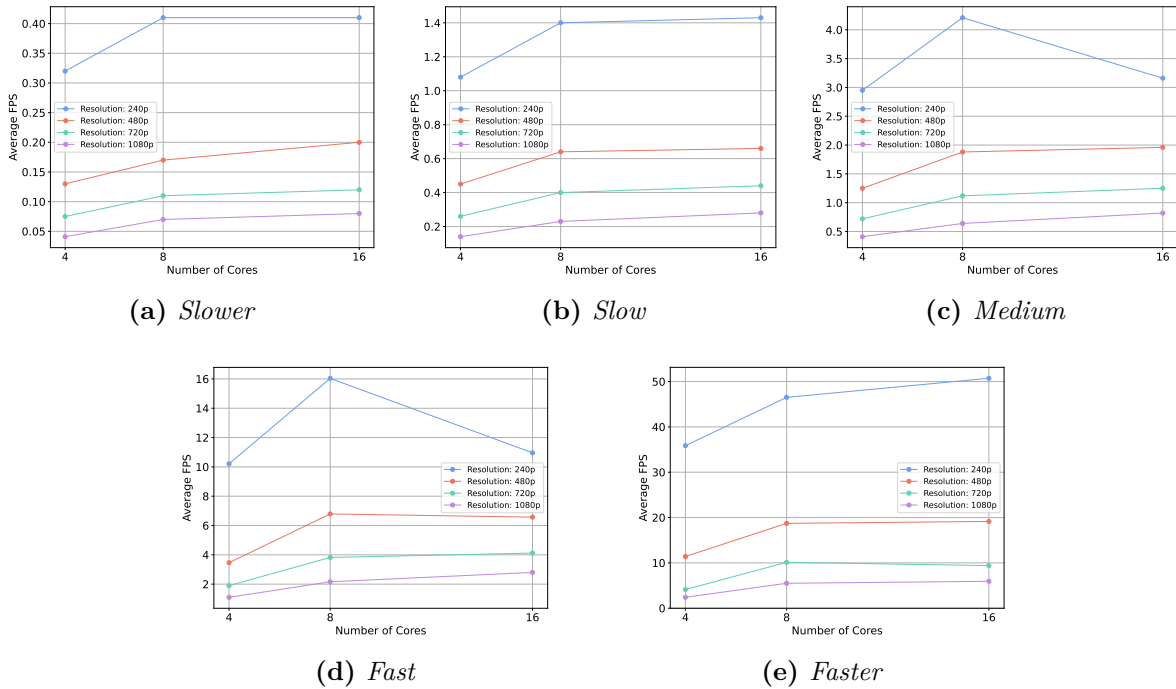 0.40
0.35
0.30
0.25
0.20
0.15
0.10
0.05
Average FPS
Resolution: 240p
Resolution: 480p
Resolution: 720p
Resolution: 1080p
4 8 16
Number of Cores
(a) Slower
1.4
1.2
1.0
0.8
0.6
0.4
0.2
Average FPS
Resolution: 240p
Resolution: 480p
Resolution: 720p
Resolution: 1080p
4 8 16
Number of Cores
(b) Slow
4.0
3.5
3.0
2.5
2.0
1.5
1.0
0.5
Average FPS
Resolution: 240p
Resolution: 480p
Resolution: 720p
Resolution: 1080p
4 8 16
Number of Cores
(c) Medium
16
14
12
10
8
6
4
2
Average FPS
Resolution: 240p
Resolution: 480p
Resolution: 720p
Resolution: 1080p
4 8 16
Number of Cores
(d) Fast
50
40
30
20
10
0
Average FPS
Resolution: 240p
Resolution: 480p
Resolution: 720p
Resolution: 1080p
4 8 16
Number of Cores
(e) Faster